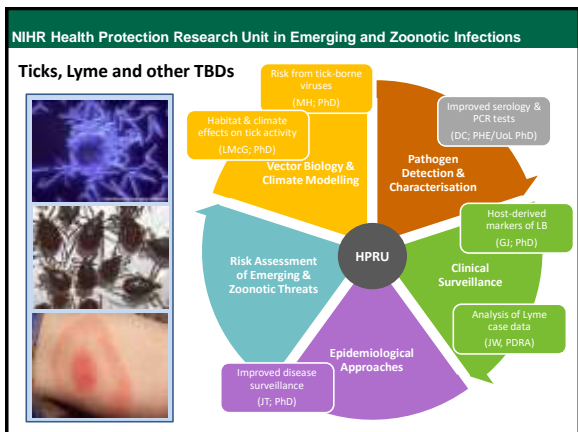 NIHR Health Protection Research Unit in Emerging and Zoonotic Infections
Ticks, Lyme and other TBDs
Risk from tick-borne
viruses
(MH; PhD)
Habitat & climate
effects on tick activity
(LMcG; PhD)
Vector Biology &
Climate Modelling
Improved serology &
PCR tests
(DC; PHE/UoL PhD)
Pathogen
Detection &
Characterisation
Host-derived
markers of LB
(GJ; PhD)
Clinical
Surveillance
Analysis of Lyme
case data
(JW, PDRA)
HPRU
Risk Assessment
of Emerging &
Zoonotic Threats
Epidemiological
Approaches
Improved disease
surveillance
(JT; PhD)